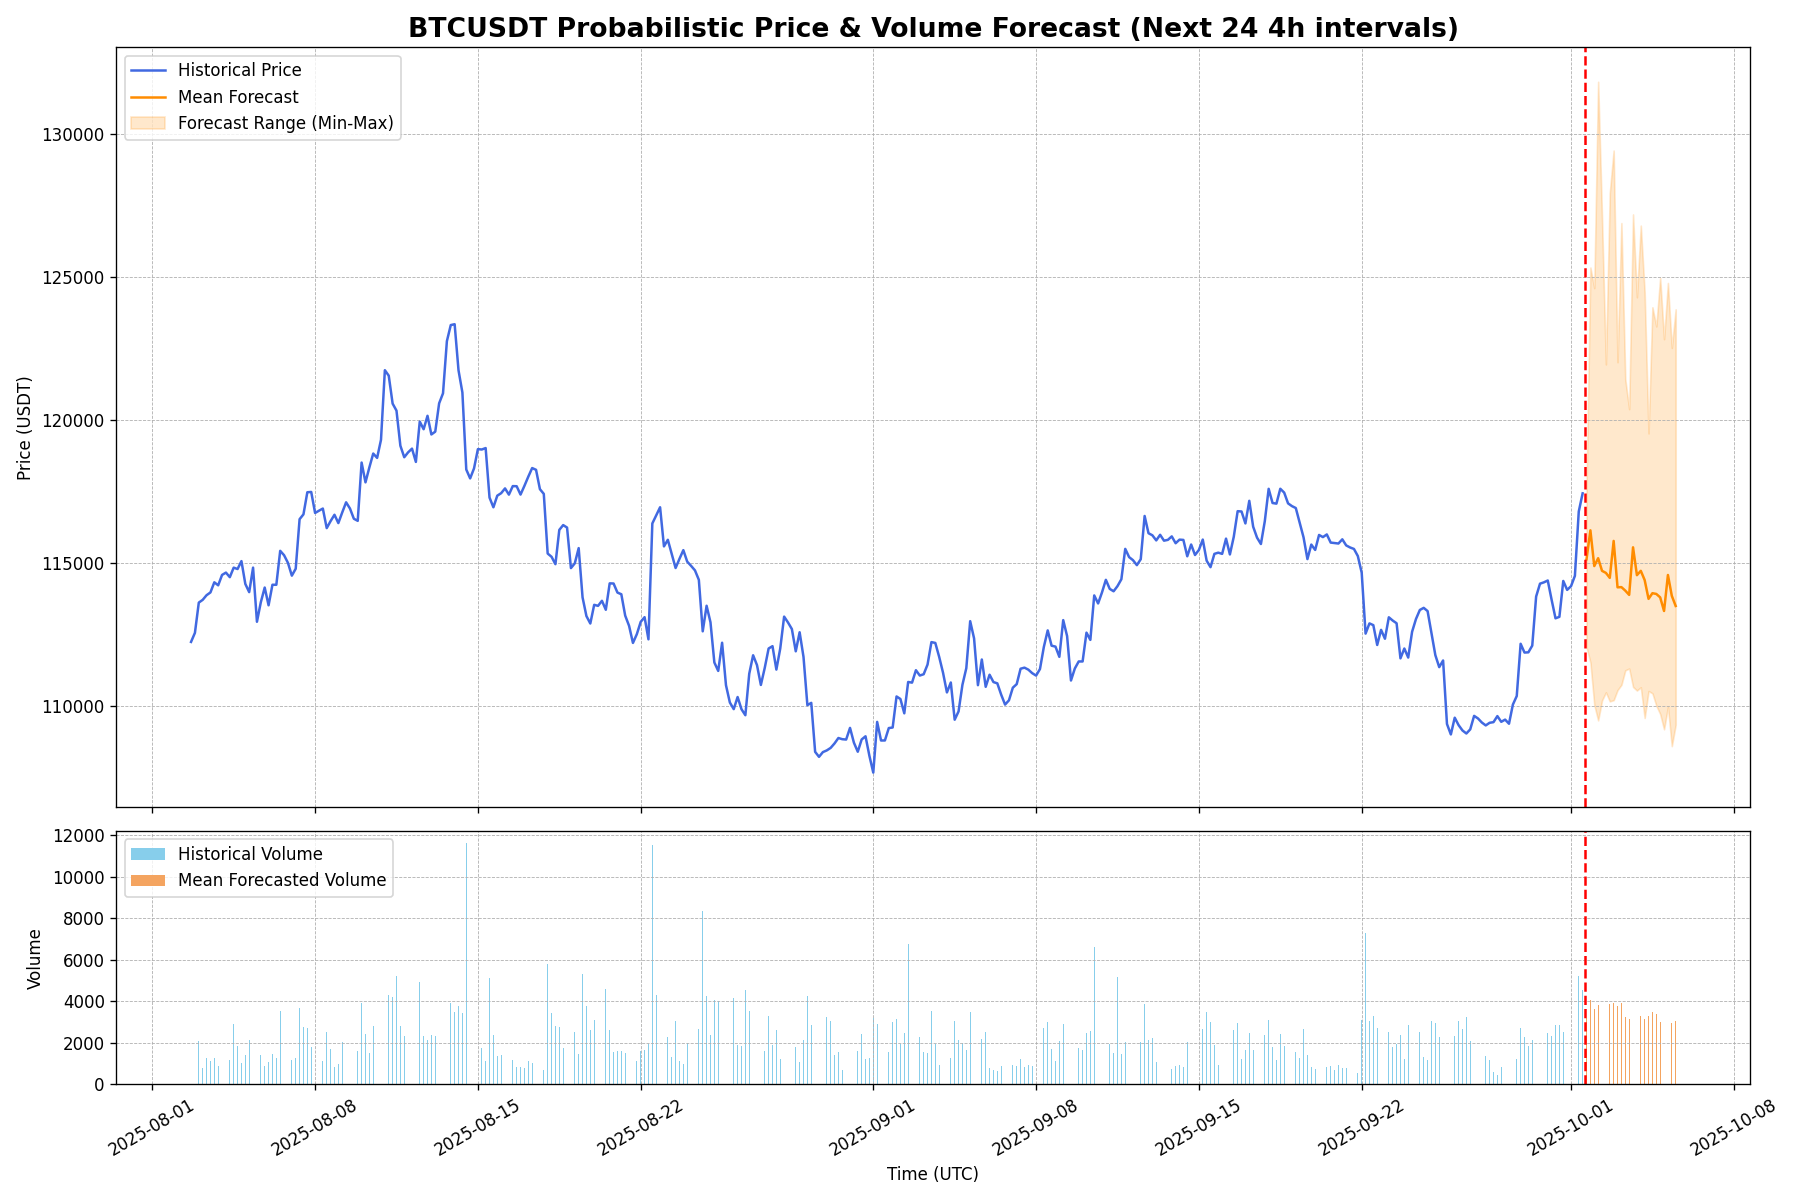 BTCUSDT Probabilistic Price & Volume Forecast (Next 24 4h intervals)
Historical Price
Mean Forecast
Forecast Range (Min-Max)
130000
125000
120000
115000
110000
Price (USDT)
Historical Volume
Mean Forecasted Volume
12000
10000
8000
6000
4000
2000
0
Volume
2025-08-01
2025-08-08
2025-08-15
2025-08-22
2025-09-01
2025-09-08
2025-09-15
2025-09-22
2025-10-01
2025-10-08
Time (UTC)